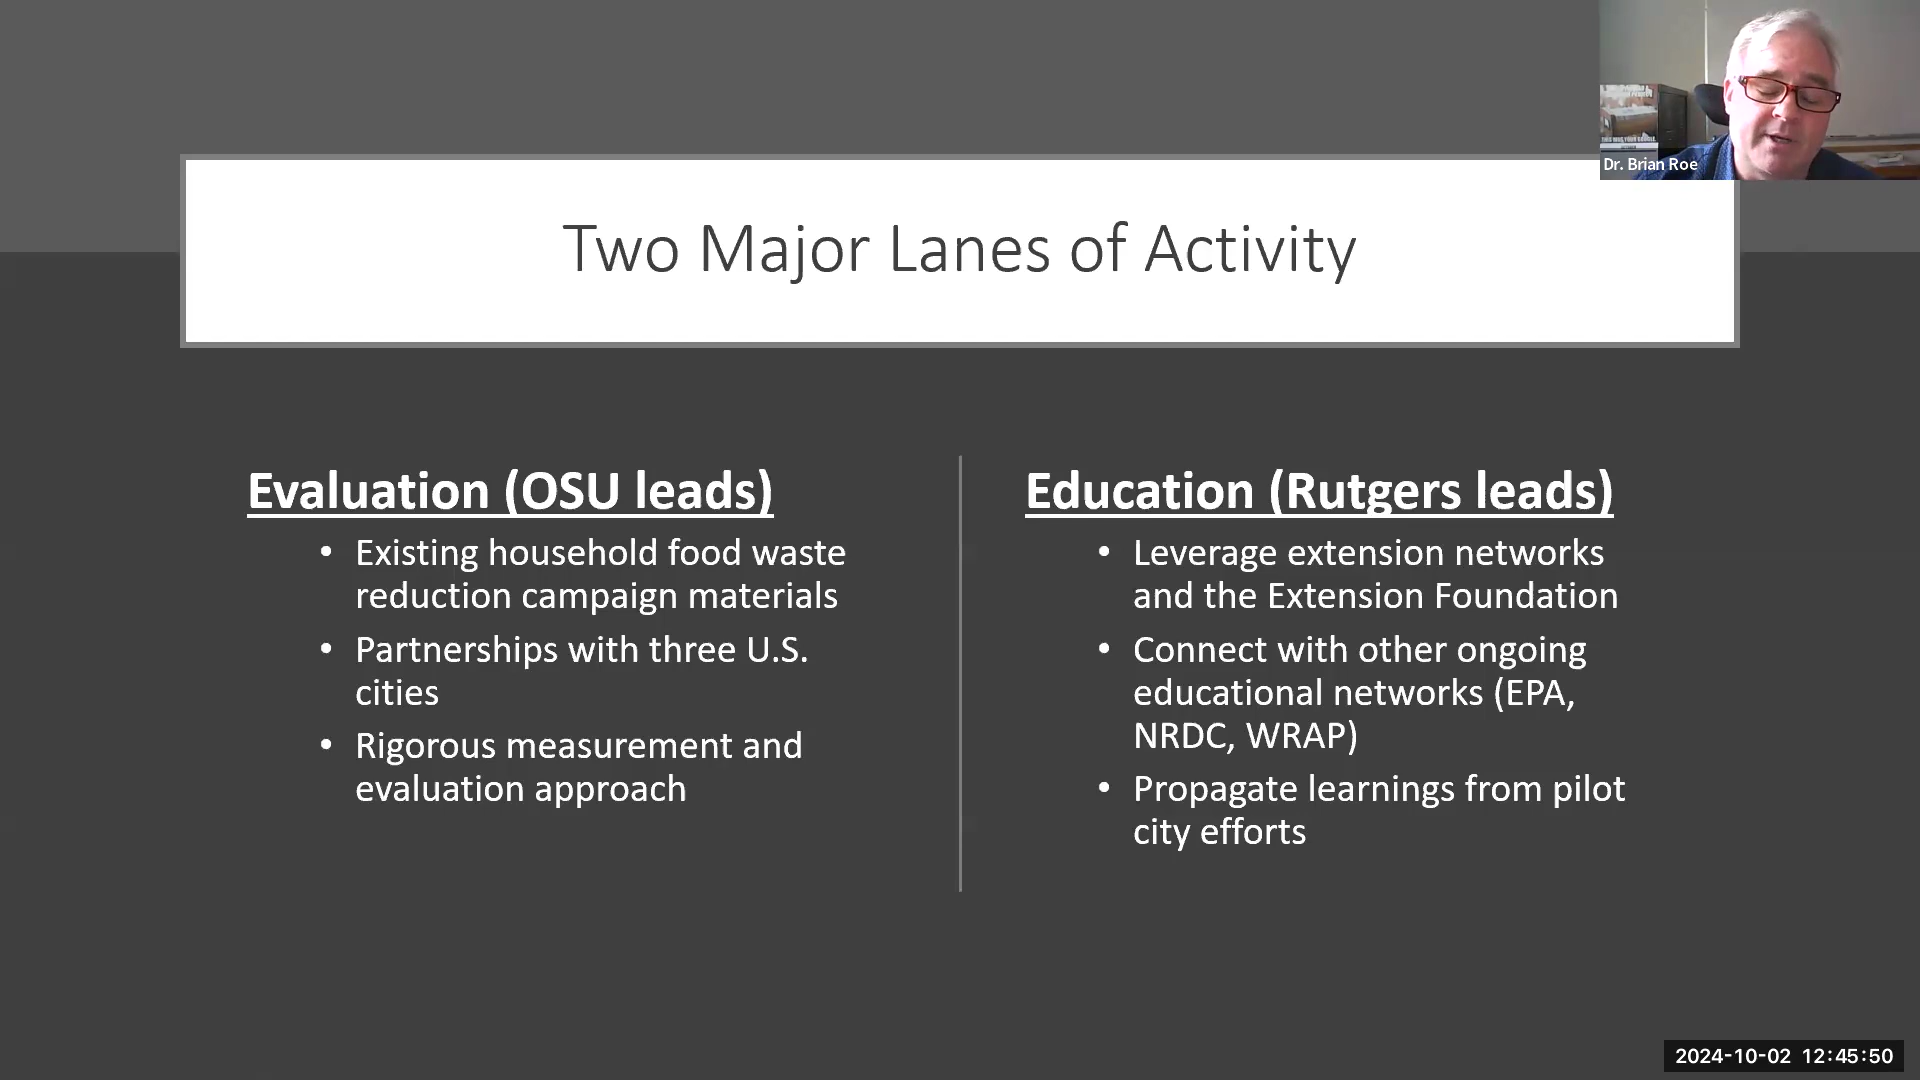 Dr. Brian Roe
Two Major Lanes of Activity
Evaluation (OSU leads)
• Existing household food waste
reduction campaign materials
• Partnerships with three U.S.
cities
• Rigorous measurement and
evaluation approach
Education (Rutgers leads)
• Leverage extension networks
and the Extension Foundation
• Connect with other ongoing
educational networks (EPA,
NRDC, WRAP)
• Propagate learnings from pilot
city efforts
2024-10-02 12:45:50